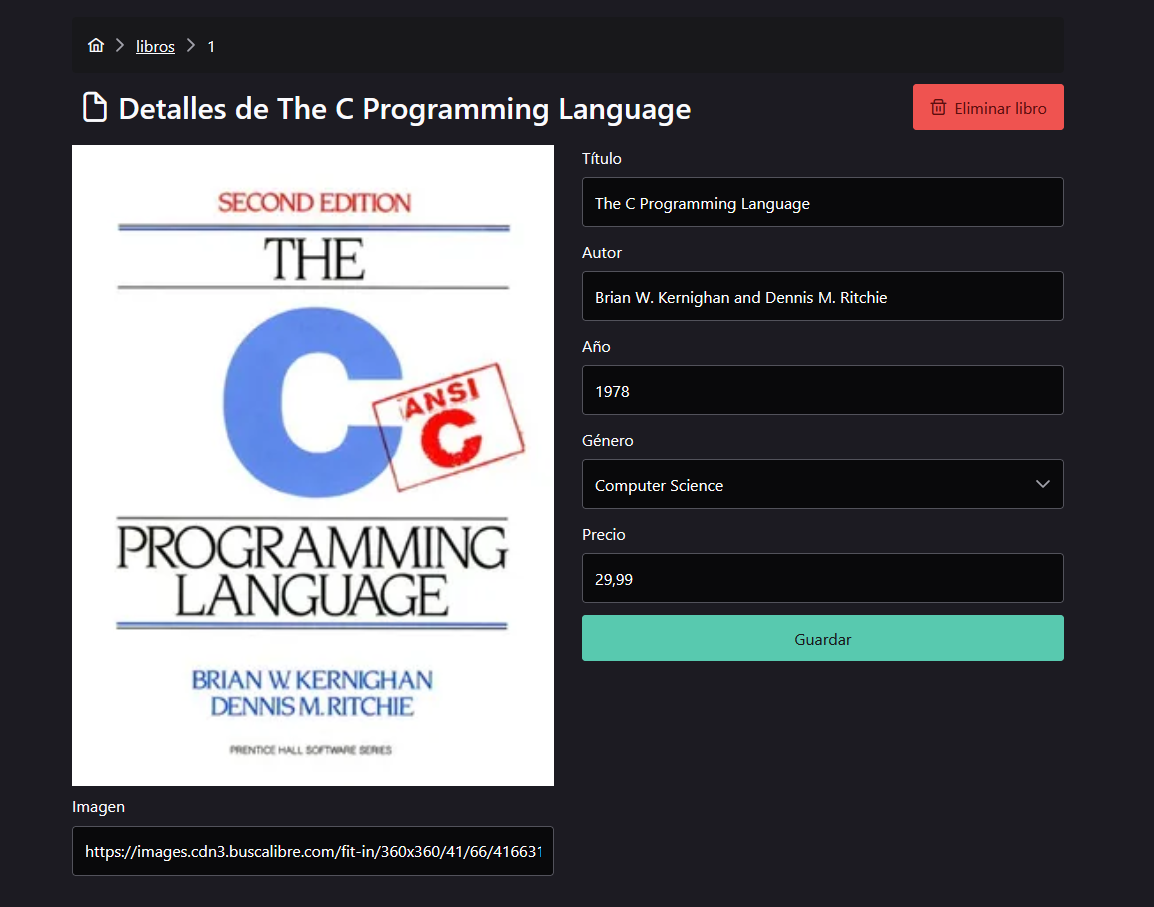 libros
1
Detalles de The C Programming Language
Eliminar libro
SECOND EDITION
THE
C
ANSI
C
PROGRAMMING
LANGUAGE
BRIAN W. KERNIGHAN
DENNIS M. RITCHIE
PRENTICE HALL SOFTWARE SERIES
Imagen
https://images.cdn3.buscalibre.com/fit-in/360x360/41/66/416631
Título
The C Programming Language
Autor
Brian W. Kernighan and Dennis M. Ritchie
Año
1978
Género
Computer Science
Precio
29,99
Guardar